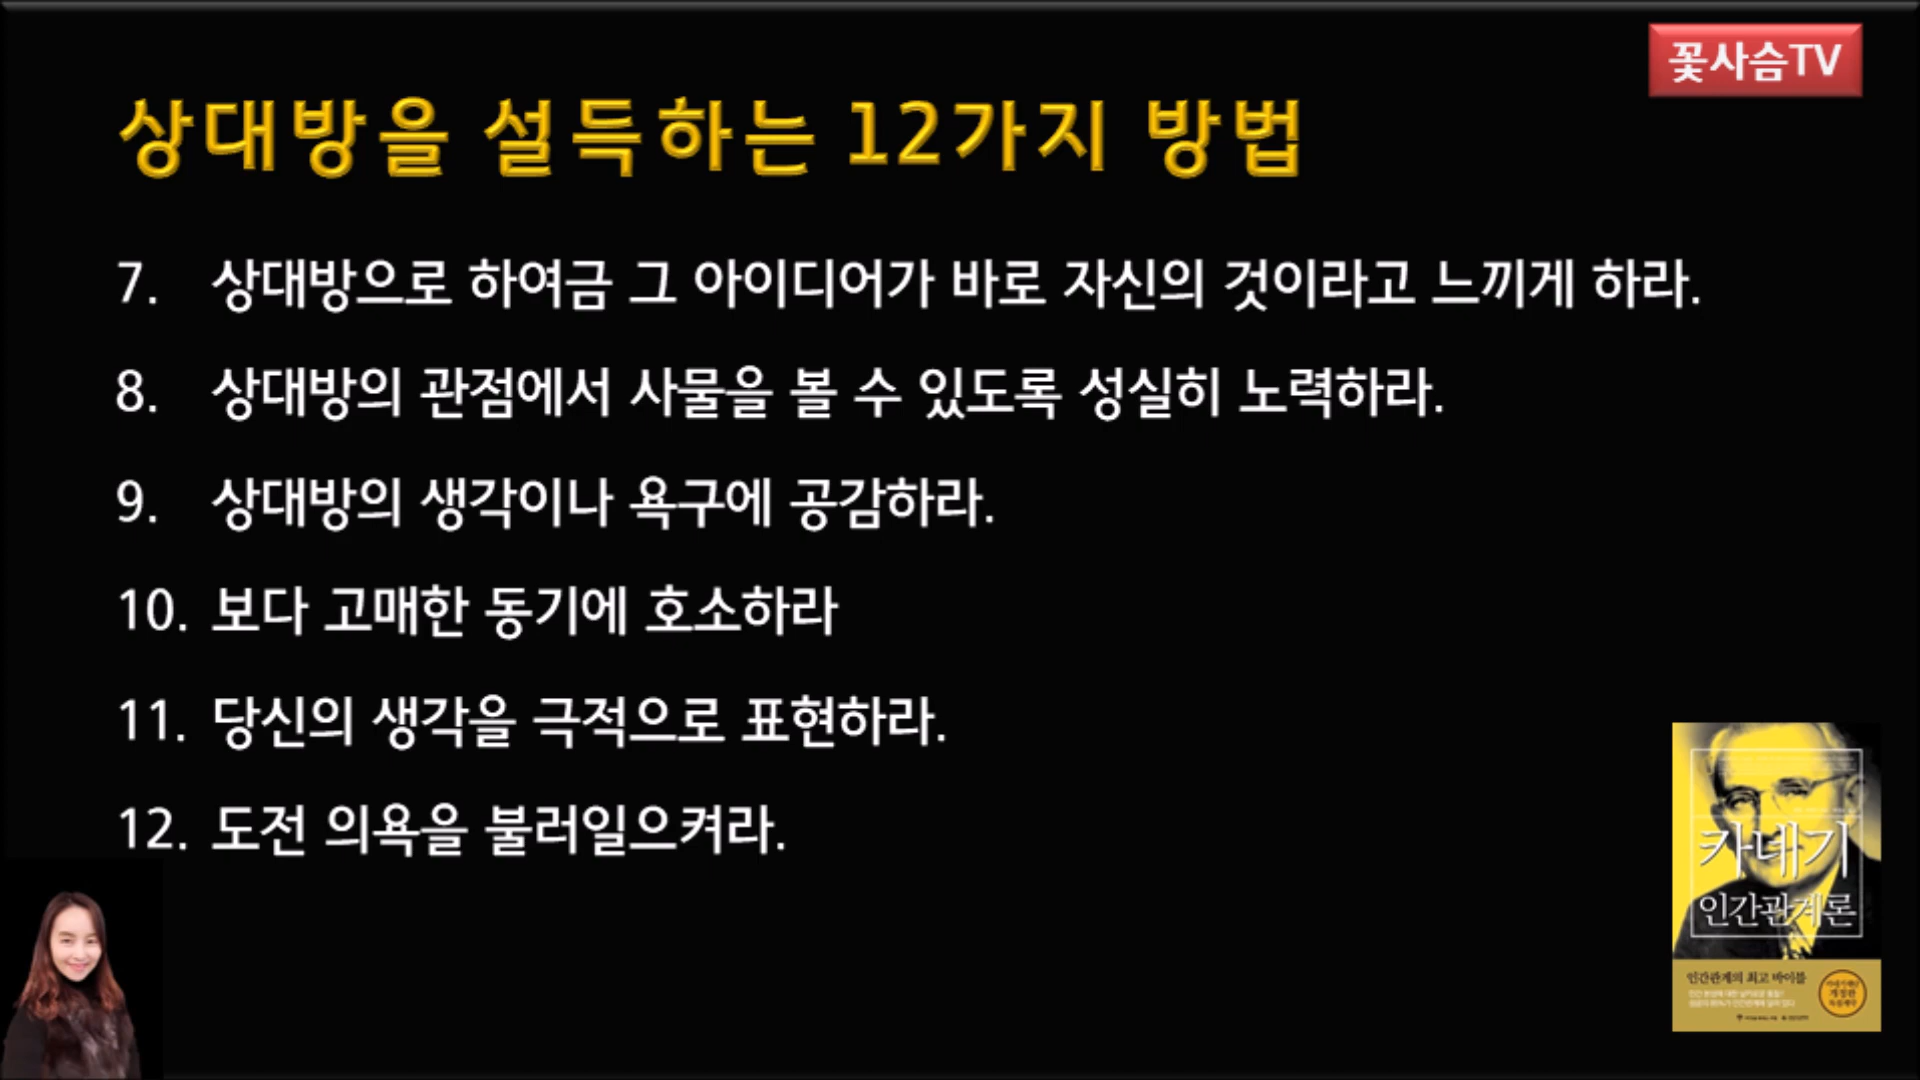 꽃사슴TV
상대방을 설득하는 12가지 방법
7. 상대방으로 하여금 그 아이디어가 바로 자신의 것이라고 느끼게 하라.
8. 상대방의 관점에서 사물을 볼 수 있도록 성실히 노력하라.
9. 상대방의 생각이나 욕구에 공감하라.
10. 보다 고매한 동기에 호소하라
11. 당신의 생각을 극적으로 표현하라.
12. 도전 의욕을 불러일으켜라.
카네기
인간관계론
인간관계의 최고 바이블
개정판